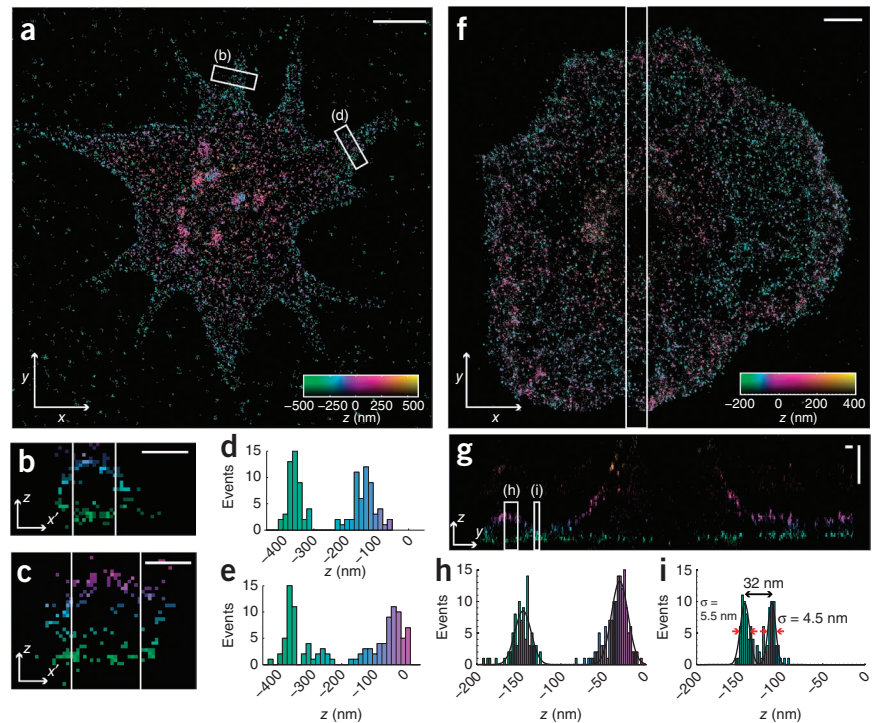 a
(b)
(d)
y
x
−500
−250
0
250
500
z (nm)
f
y
x
−200
0
200
400
z (nm)
b
z
x′
c
z
x′
d
Events
15
10
5
0
−400
−300
−200
−100
0
z (nm)
e
Events
15
10
5
0
−400
−300
−200
−100
0
z (nm)
g
(h)
(i)
z
y
h
Events
15
10
5
0
−200
−150
−100
−50
0
z (nm)
i
32 nm
σ =
5.5 nm
σ = 4.5 nm
15
10
5
0
−200
−150
−100
−50
0
z (nm)